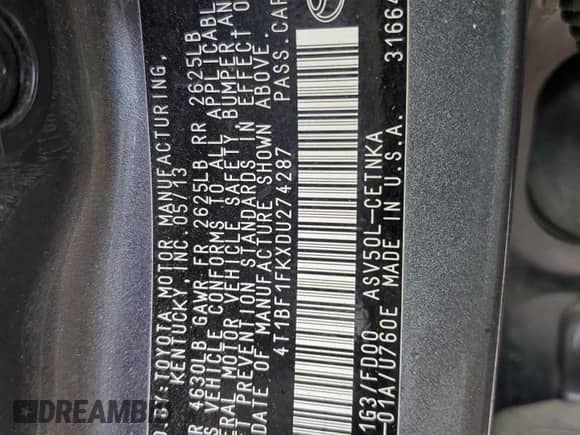 D BY: TOYOTA MOTOR MANUFACTURING,
KENTUCKY, INC. 05/13
R 4630LB GAWR FR 2625LB RR 2625LB
S VEHICLE CONFORMS TO ALL APPLICABL
ERAL MOTOR VEHICLE SAFETY, BUMPER, AN
T PREVENTION STANDARDS IN EFFECT O
DATE OF MANUFACTURE SHOWN ABOVE.
4T1BF1FKXDU274287 PASS.CAR
1G3/FD00 ASV50L-CETNKA
-01A/U760E MADE IN U.S.A. 31664
DREAMBID